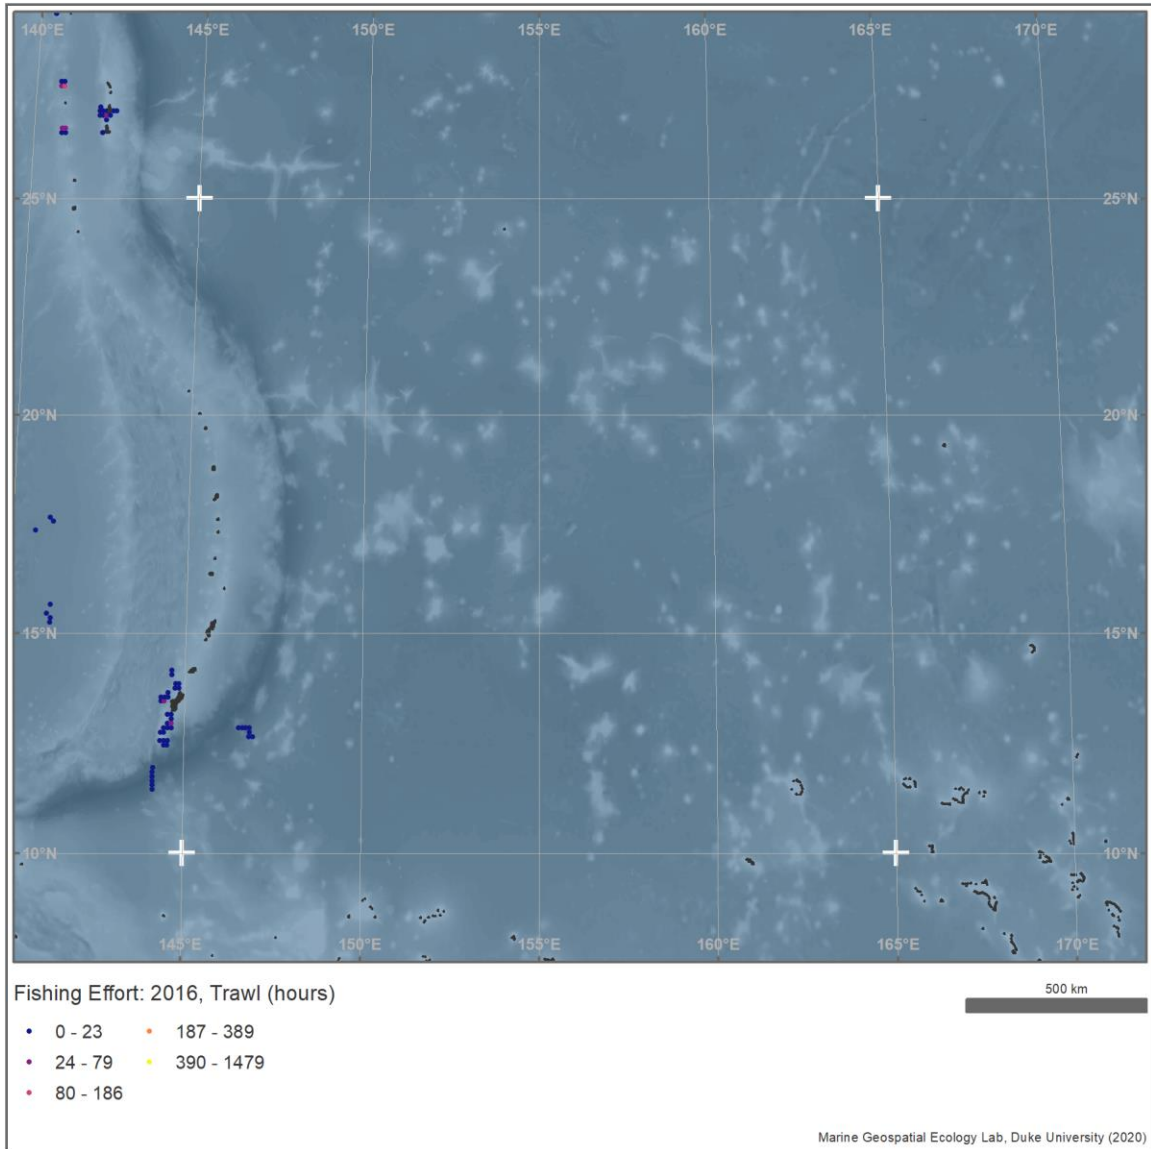 140°E 145°E 150°E 155°E 160°E 165°E 170°E
25°N 25°N
20°N 20°N
15°N 15°N
10°N 10°N
145°E 150°E 155°E 160°E 165°E 170°E
Fishing Effort: 2016, Trawl (hours)
500 km
0 - 23 187 - 389
24 - 79 390 - 1479
80 - 186
Marine Geospatial Ecology Lab, Duke University (2020)